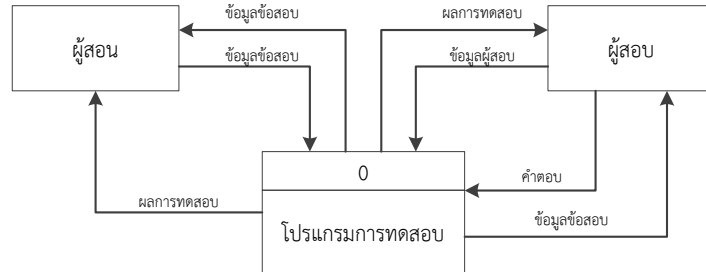 ข้อมูลข้อสอบ
ผลการทดสอบ
ผู้สอน
ผู้สอบ
ข้อมูลข้อสอบ
ข้อมูลผู้สอบ
0
คำตอบ
ผลการทดสอบ
โปรแกรมการทดสอบ
ข้อมูลข้อสอบ